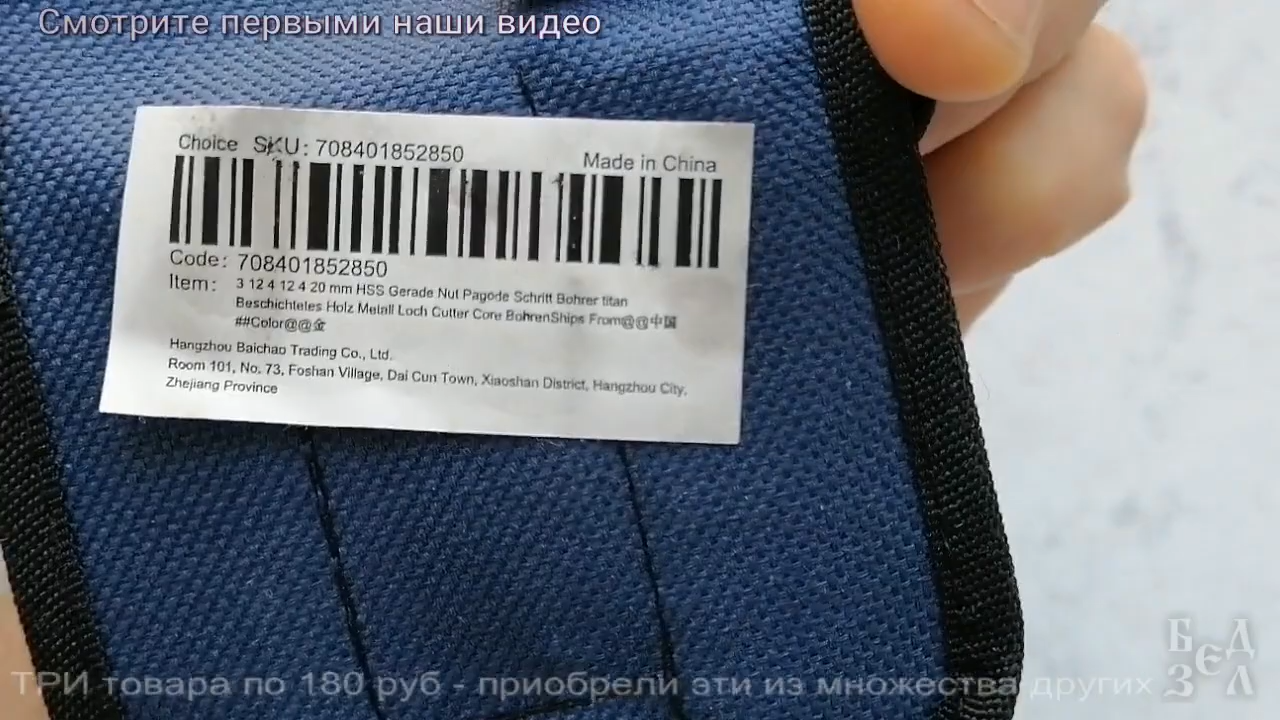 Смотрите первыми наши видео
Choice SKU: 708401852850
Made in China
Code: 708401852850
Item: 3 12 4 12 4 20 mm HSS Gerade Nut Pagode Schritt Bohrer titan
Beschichteles Holz Metall Loch Cutter Core BohrenShips From@@中国
##Color@@金
Hangzhou Baichao Trading Co., Ltd.
Room 101, No. 73, Foshan Village, Dai Cun Town, Xiaoshan District, Hangzhou City,
Zhejiang Province
ТРИ товара по 180 руб - приобрели эти из множества других
БЕД
ЗЕЛ